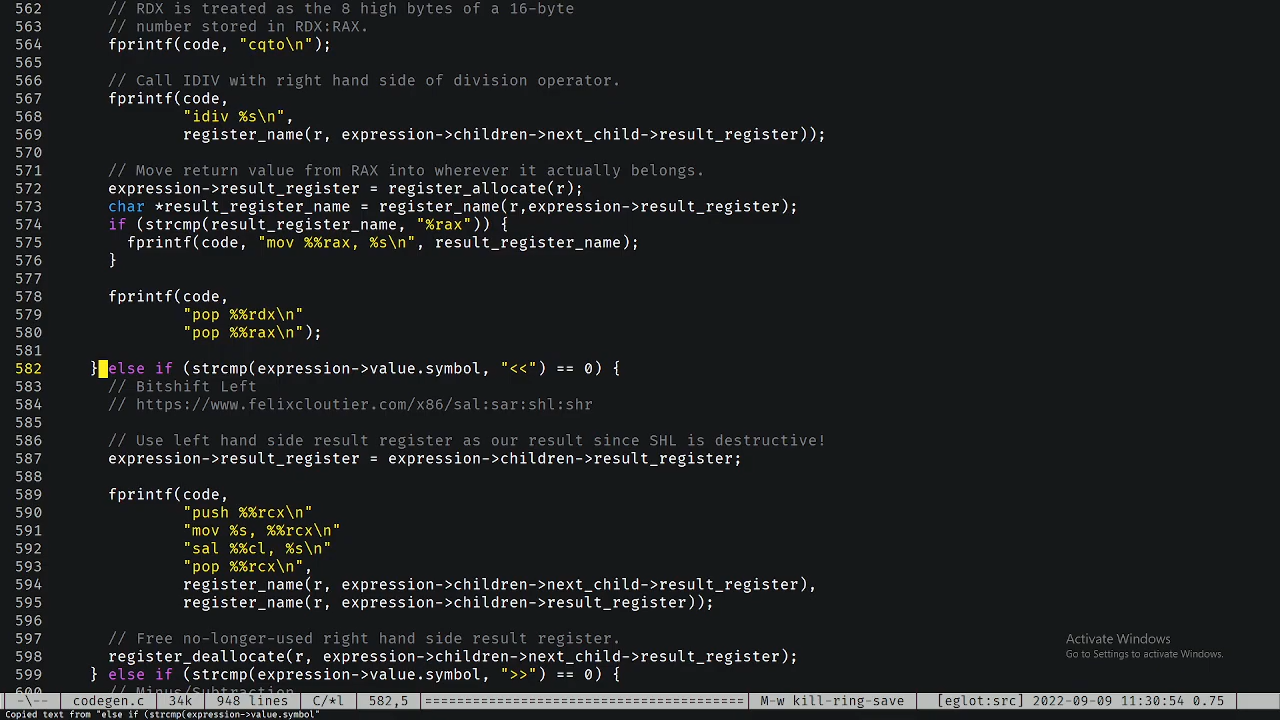 562 // RDX is treated as the 8 high bytes of a 16-byte
563 // number stored in RDX:RAX.
564 fprintf(code, "cqto\n");
565
566 // Call IDIV with right hand side of division operator.
567 fprintf(code,
568 "idiv %s\n",
569 register_name(r, expression->children->next_child->result_register));
570
571 // Move return value from RAX into wherever it actually belongs.
572 expression->result_register = register_allocate(r);
573 char *result_register_name = register_name(r,expression->result_register);
574 if (strcmp(result_register_name, "%rax")) {
575 fprintf(code, "mov %%rax, %s\n", result_register_name);
576 }
577
578 fprintf(code,
579 "pop %%rdx\n"
580 "pop %%rax\n");
581
582 } else if (strcmp(expression->value.symbol, "<<") == 0) {
583 // Bitshift Left
584 // https://www.felixcloutier.com/x86/sal:sar:shl:shr
585
586 // Use left hand side result register as our result since SHL is destructive!
587 expression->result_register = expression->children->result_register;
588
589 fprintf(code,
590 "push %%rcx\n"
591 "mov %s, %%rcx\n"
592 "sal %%cl, %s\n"
593 "pop %%rcx\n",
594 register_name(r, expression->children->next_child->result_register),
595 register_name(r, expression->children->result_register));
596
597 // Free no-longer-used right hand side result register.
598 register_deallocate(r, expression->children->next_child->result_register);
599 } else if (strcmp(expression->value.symbol, ">>") == 0) {
600 // Minus/Subtraction
Activate Windows
Go to Settings to activate Windows.
-\-- codegen.c 34k 948 lines C/*l 582,5 ===================================== M-w kill-ring-save [eglot:src] 2022-09-09 11:30:54 0.75
Copied text from "else if (strcmp(expression->value.symbol"